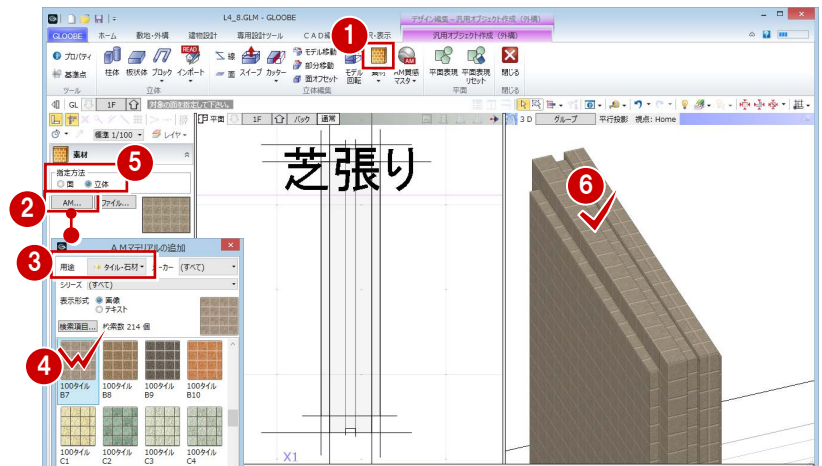 L4_8.GLM - GLOOBE
デザイン編集 - 汎用オブジェクト作成 (外構)
GLOOBE ホーム 敷地・外構 建物設計 専用設計ツール 汎用オブジェクト作成 (外構)
1
プロパティ
基準点
ツール
柱体 板状体 ブロック インポート
立体
線
面
スイープ カッター
モデル移動
部分移動
面オフセット
モデル
回転
立体編集
AM質感
マスタ
平面表現 平面表現
リセット
平面
閉じる
閉じる
GL 1F 対象の面を指定して下さい。
標準 1/100 レイヤ
平面 1F バック 通常
3 D グループ 平行投影 視点: Home
素材
5
指定方法
面 立体
2
AM... ファイル...
AMマテリアルの追加
3
用途 タイル・石材 メーカー (すべて)
シリーズ (すべて)
表示形式 画像
テキスト
検索項目... 検索数 214 個
4
100タイル
B7
100タイル
B8
100タイル
B9
100タイル
B10
100タイル
C1
100タイル
C2
100タイル
C3
100タイル
C4
芝張り
X1
6